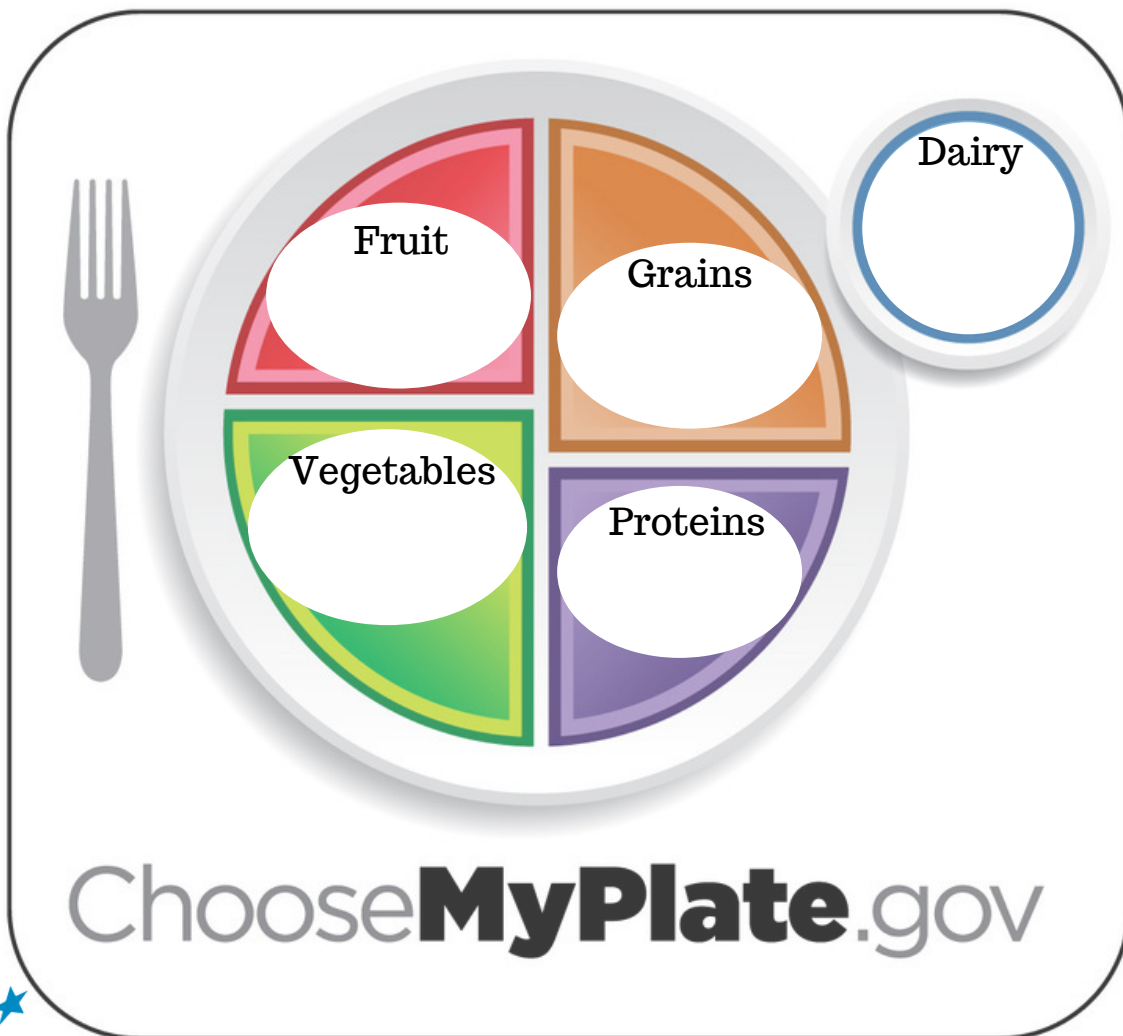 Dairy
Fruit
Grains
Vegetables
Proteins
ChooseMyPlate.gov